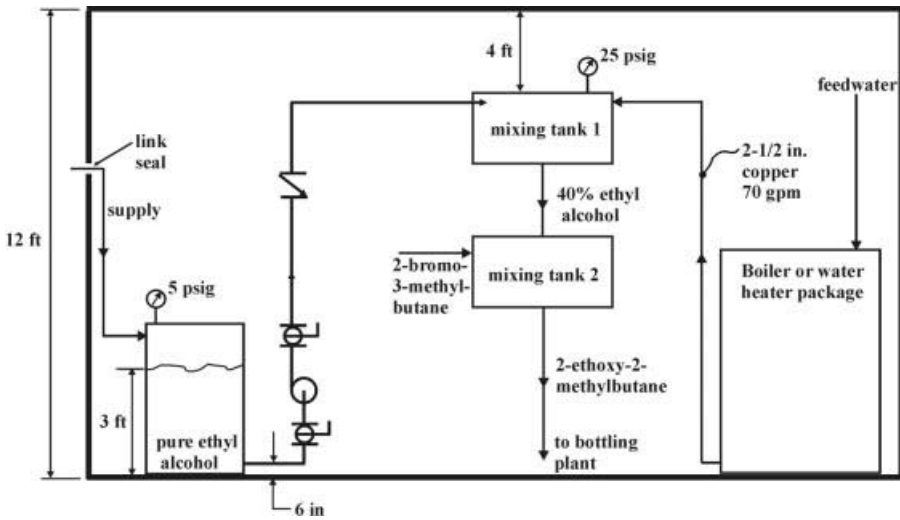 4 ft
25 psig
feedwater
link
seal
mixing tank 1
2-1/2 in.
copper
70 gpm
supply
40% ethyl
alcohol
12 ft
2-bromo-
3-methyl-
butane
mixing tank 2
Boiler or water
heater package
5 psig
2-ethoxy-2-
methylbutane
3 ft
pure ethyl
alcohol
to bottling
plant
6 in